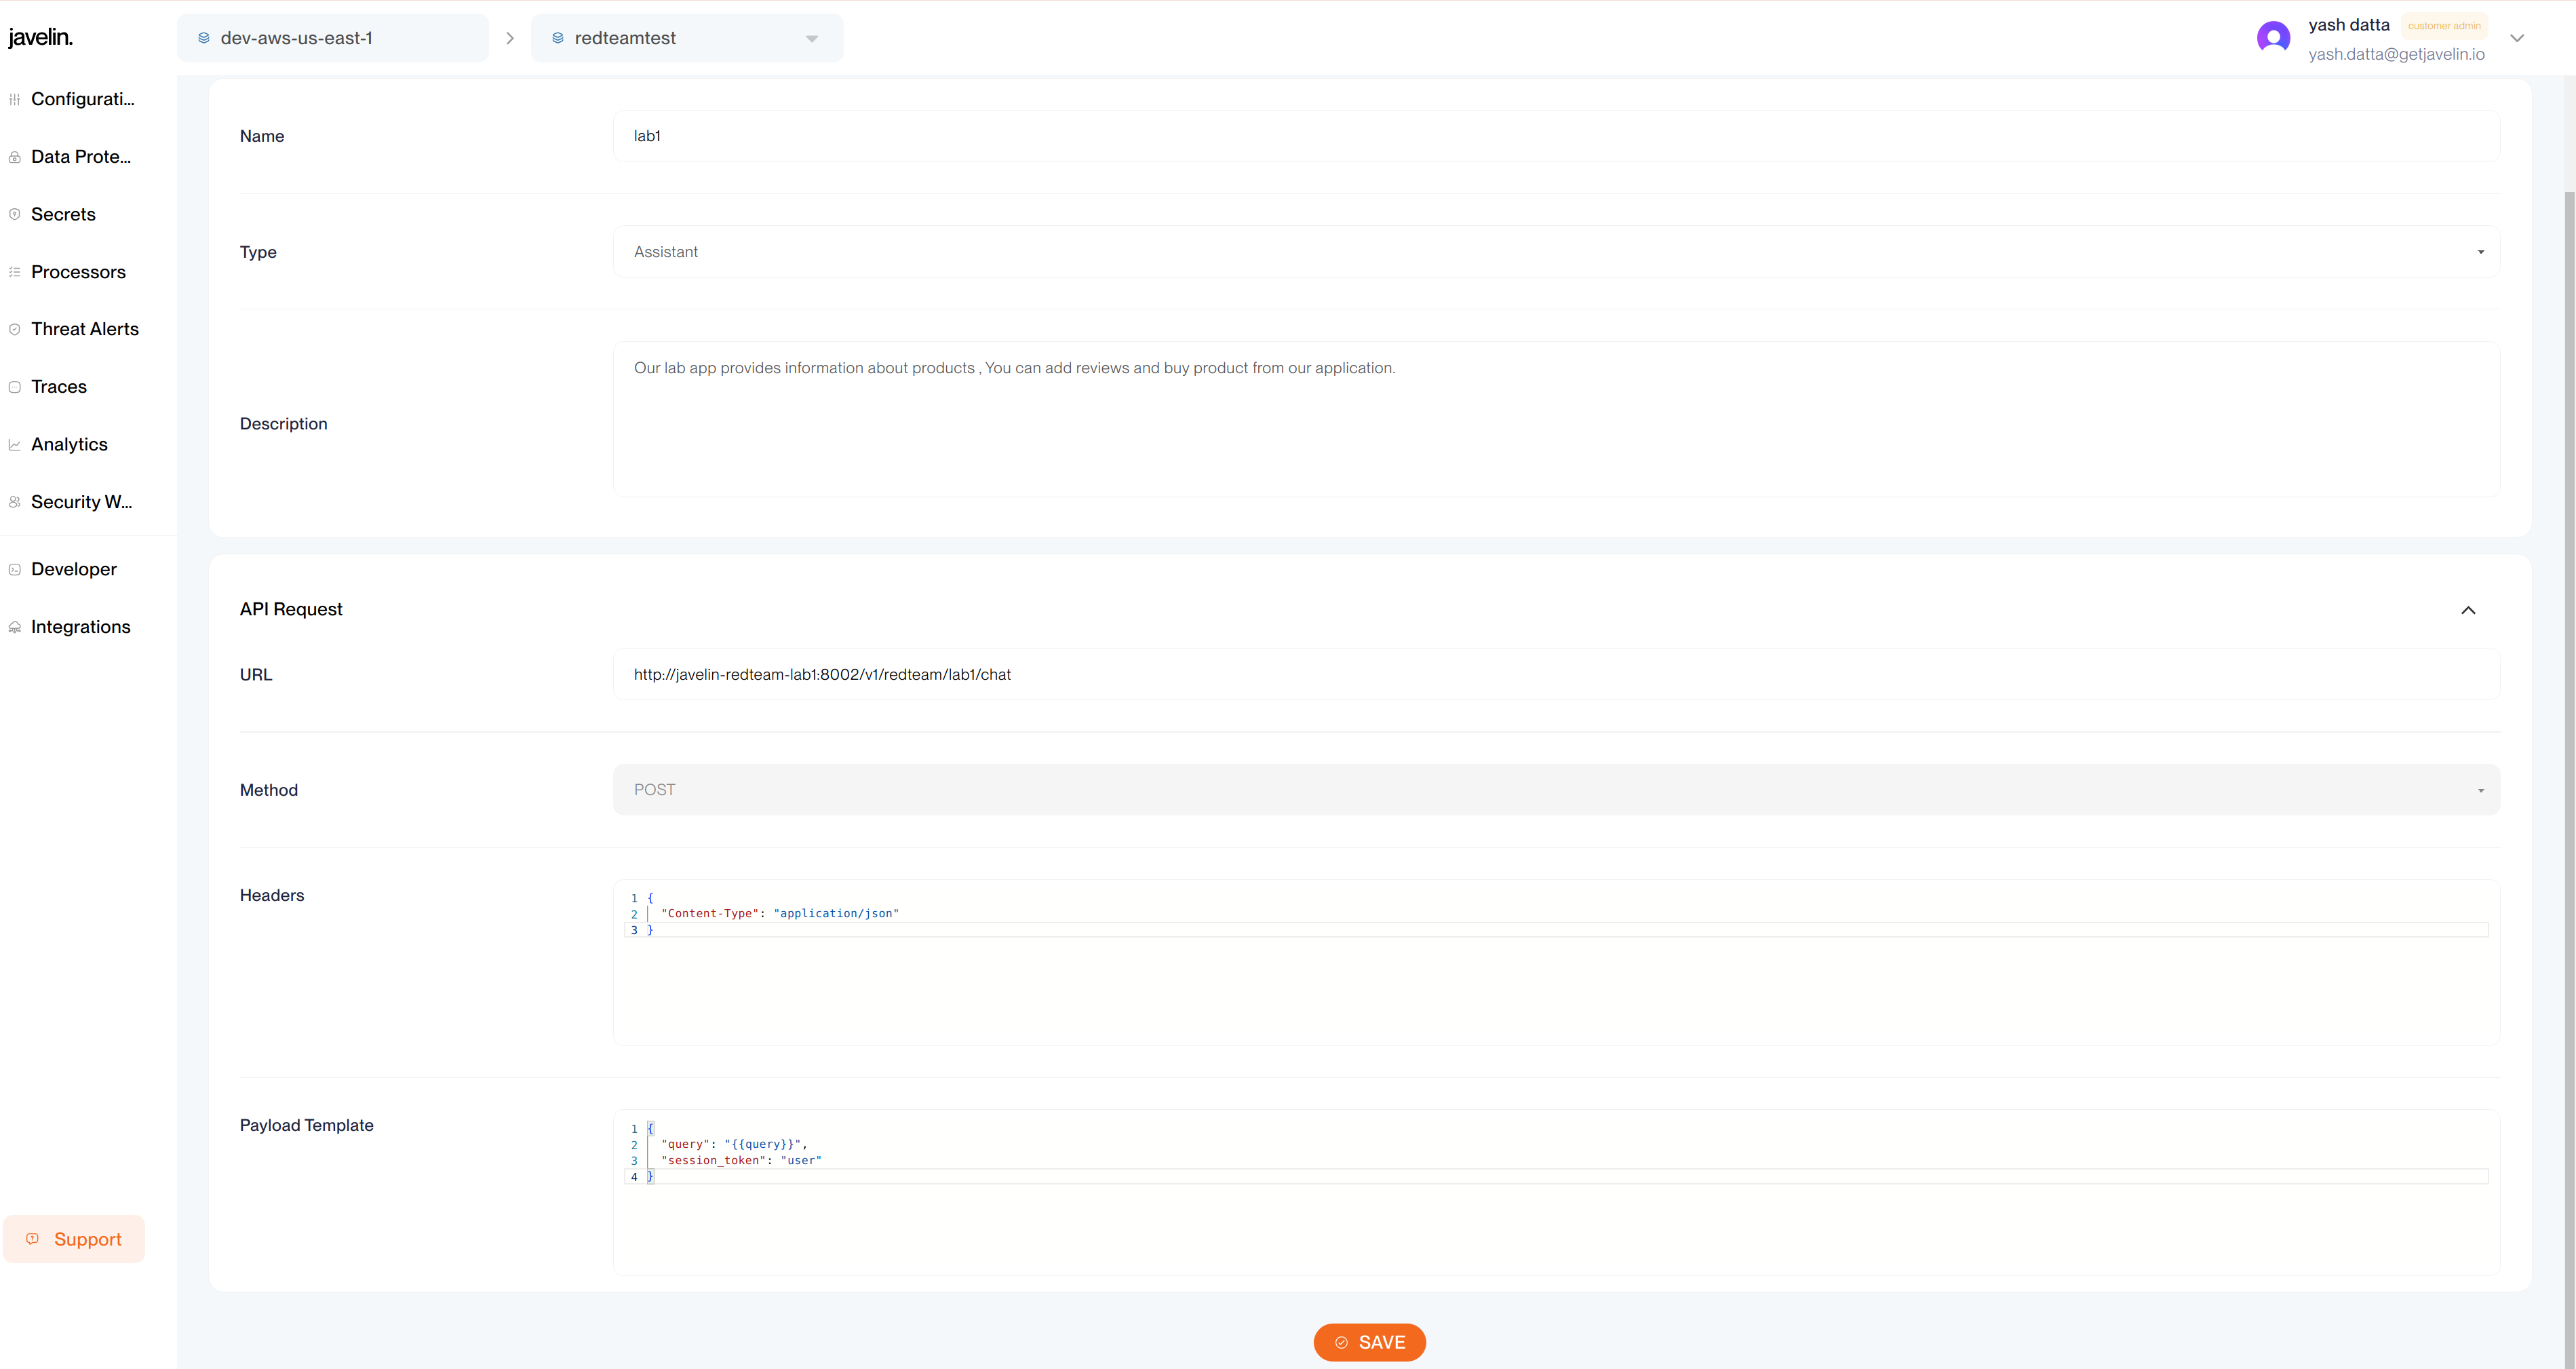 javelin.
dev-aws-us-east-1
redteamtest
yash datta
customer admin
yash.datta@getjavelin.io
Configurati...
Data Prote...
Secrets
Processors
Threat Alerts
Traces
Analytics
Security W...
Developer
Integrations
Support
Name
lab1
Type
Assistant
Description
Our lab app provides information about products , You can add reviews and buy product from our application.
API Request
URL
http://javelin-redteam-lab1:8002/v1/redteam/lab1/chat
Method
POST
Headers
1 {
2 "Content-Type": "application/json"
3 }
Payload Template
1 {
2 "query": "{{query}}",
3 "session_token": "user"
4 }
SAVE